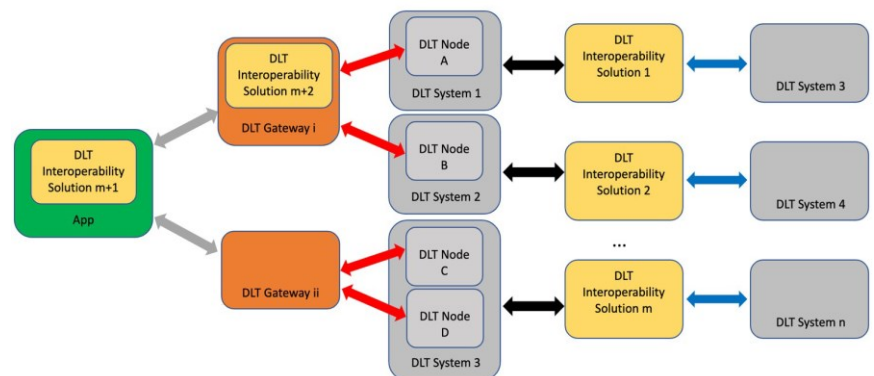 DLT
Interoperability
Solution m+1
App
DLT
Interoperability
Solution m+2
DLT Gateway i
DLT Gateway ii
DLT Node
A
DLT System 1
DLT Node
B
DLT System 2
DLT Node
C
DLT Node
D
DLT System 3
DLT
Interoperability
Solution 1
DLT
Interoperability
Solution 2
...
DLT
Interoperability
Solution m
DLT System 3
DLT System 4
DLT System n